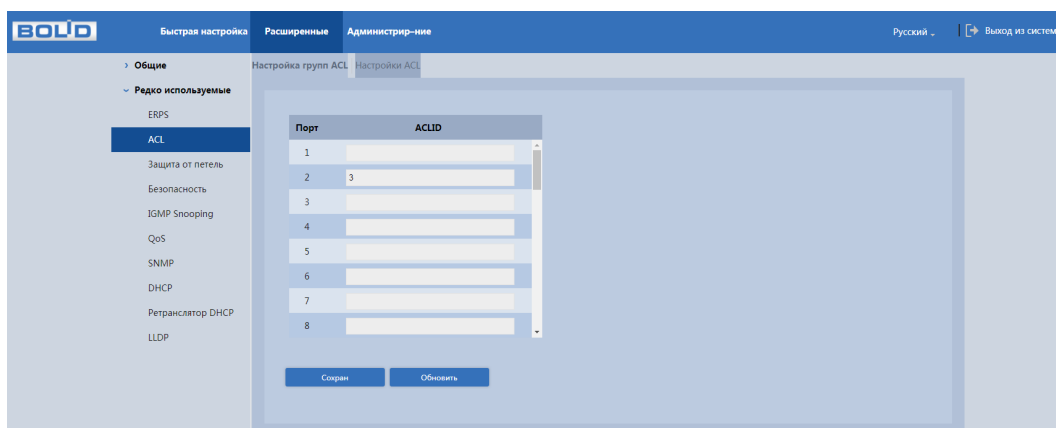 BOLID Быстрая настройка Расширенные Администрир-ние Русский Выход из систем
Общие
Настройка групп ACL Настройки ACL
Редко используемые
ERPS
ACL
Защита от петель
Безопасность
IGMP Snooping
QoS
SNMP
DHCP
Ретранслятор DHCP
LLDP
Порт ACLID
1
2 3
3
4
5
6
7
8
Сохран Обновить